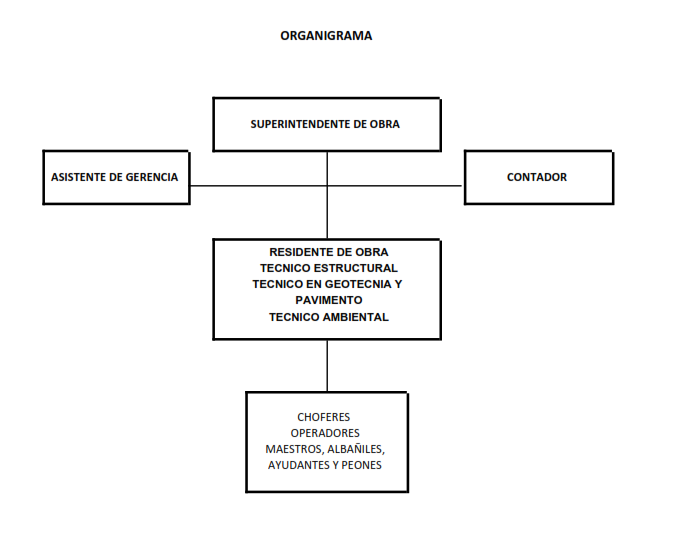 ORGANIGRAMA
SUPERINTENDENTE DE OBRA
ASISTENTE DE GERENCIA
CONTADOR
RESIDENTE DE OBRA
TECNICO ESTRUCTURAL
TECNICO EN GEOTECNIA Y
PAVIMENTO
TECNICO AMBIENTAL
CHOFERES
OPERADORES
MAESTROS, ALBAÑILES,
AYUDANTES Y PEONES